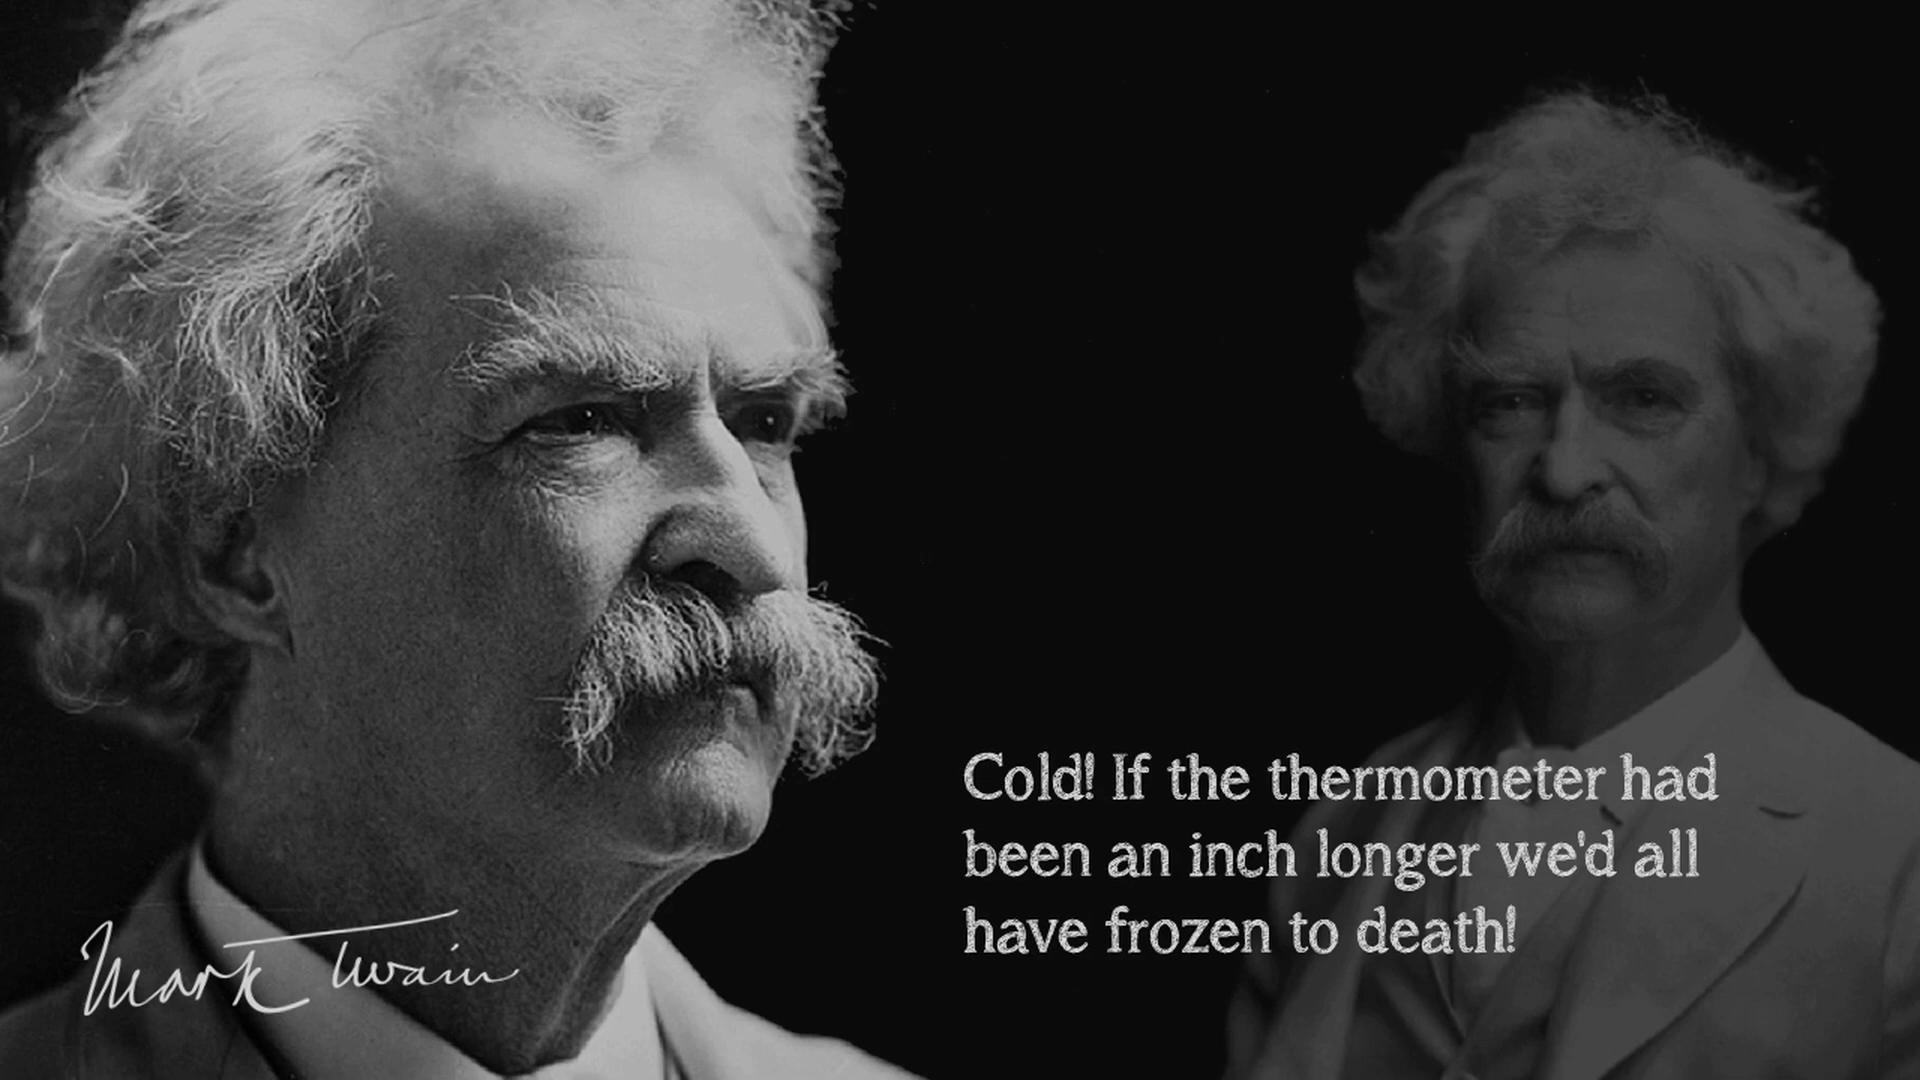 Cold! If the thermometer had
been an inch longer we'd all
have frozen to death!
Mark Twain